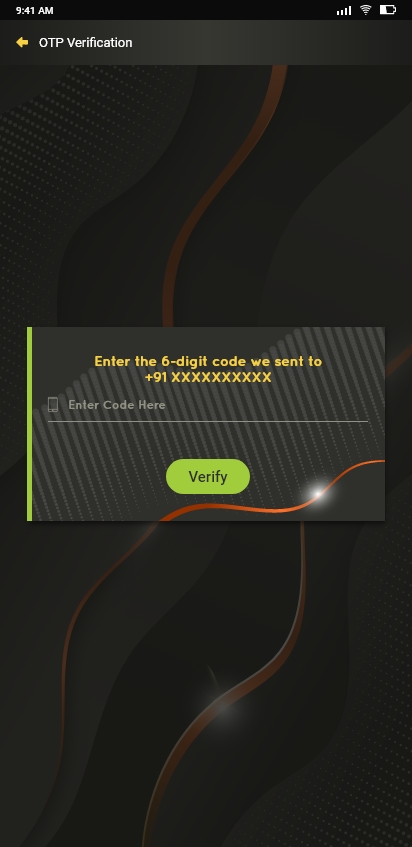 9:41 AM
OTP Verification
Enter the 6-digit code we sent to
+91 XXXXXXXXXX
Enter Code Here
Verify